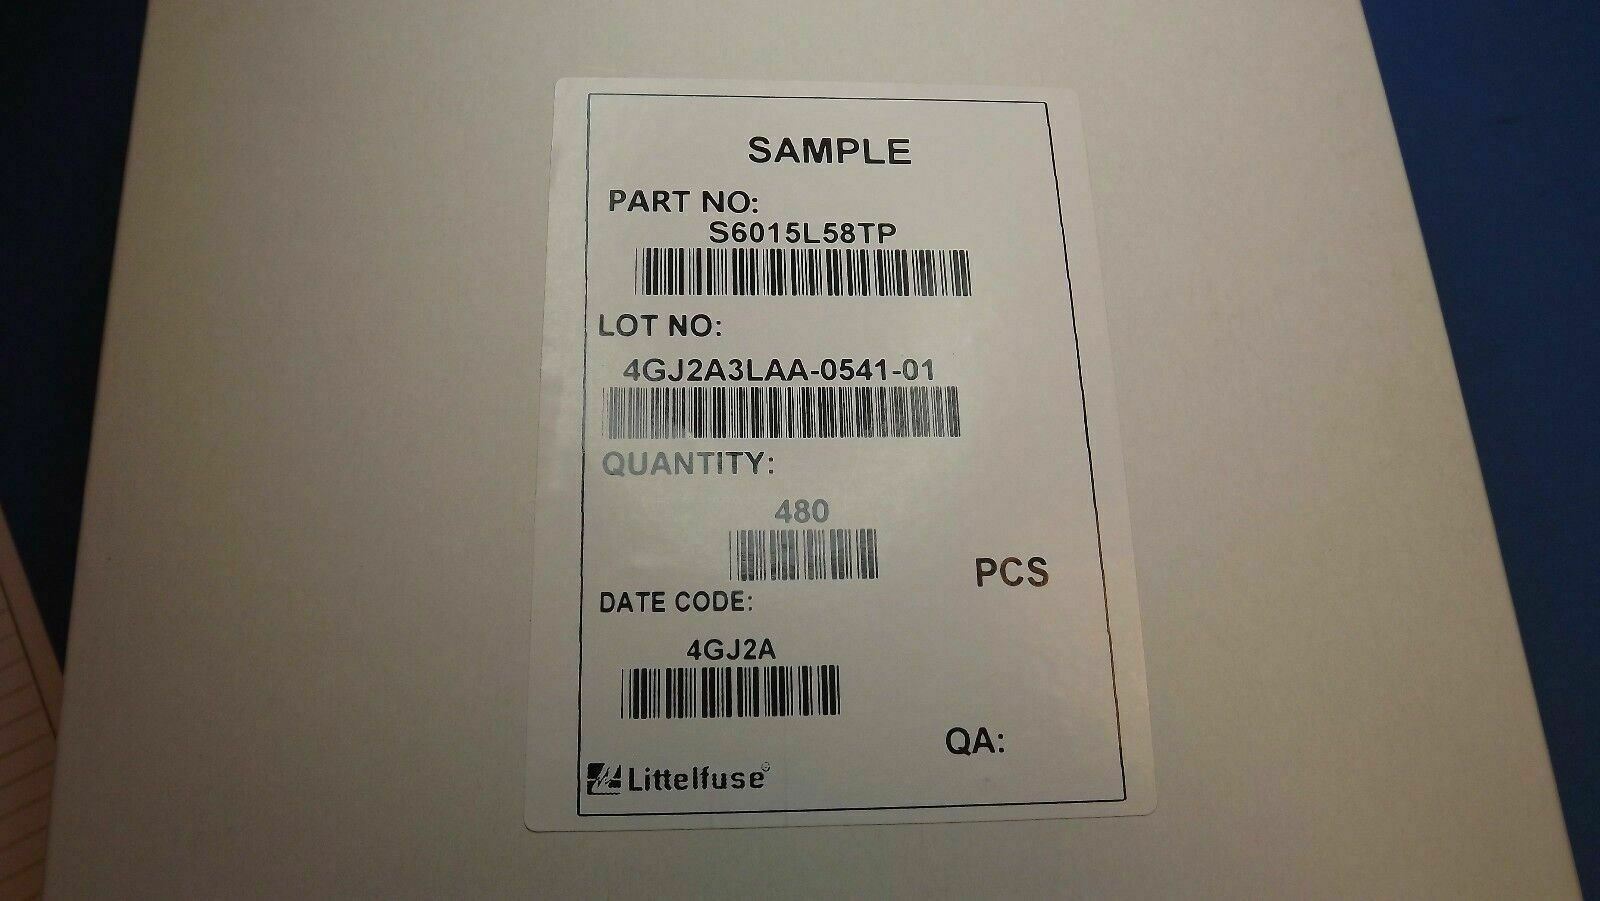 SAMPLE
PART NO:
S6015L58TP
LOT NO:
4GJ2A3LAA-0541-01
QUANTITY:
480
PCS
DATE CODE:
4GJ2A
QA:
Littelfuse®